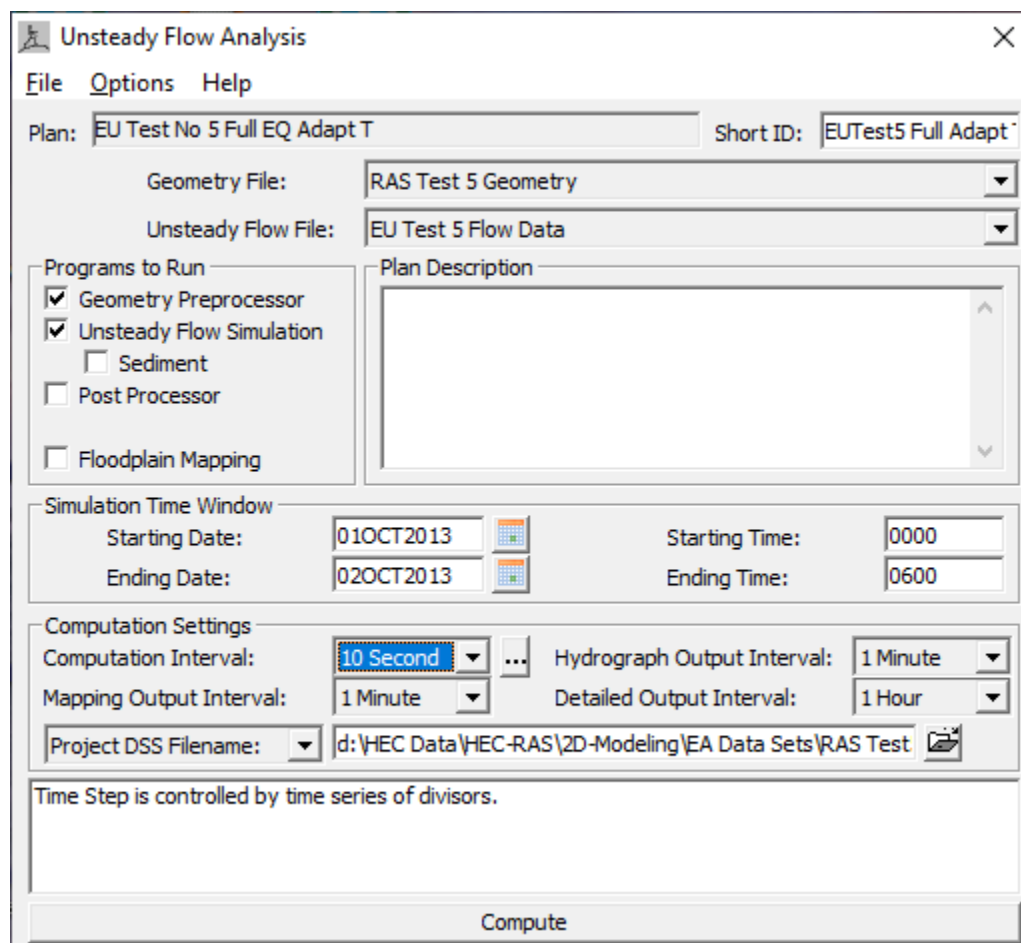 Unsteady Flow Analysis
File Options Help
Plan: EU Test No 5 Full EQ Adapt T Short ID: EUTest5 Full Adapt
Geometry File: RAS Test 5 Geometry
Unsteady Flow File: EU Test 5 Flow Data
Programs to Run
Geometry Preprocessor
Unsteady Flow Simulation
Sediment
Post Processor
Floodplain Mapping
Plan Description
Simulation Time Window
Starting Date: 01OCT2013 Starting Time: 0000
Ending Date: 02OCT2013 Ending Time: 0600
Computation Settings
Computation Interval: 10 Second ... Hydrograph Output Interval: 1 Minute
Mapping Output Interval: 1 Minute Detailed Output Interval: 1 Hour
Project DSS Filename: d:\HEC Data\HEC-RAS\2D-Modeling\EA Data Sets\RAS Test
Time Step is controlled by time series of divisors.
Compute